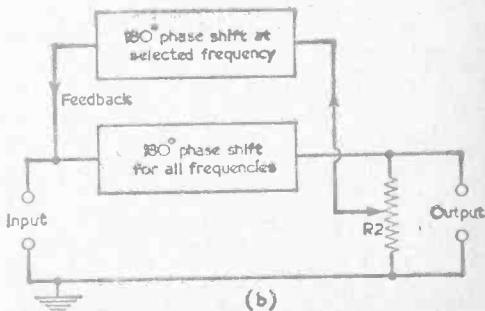 180° phase shift at
selected frequency
Feedback
180° phase shift
for all frequencies
Input
R2
Output
(b)